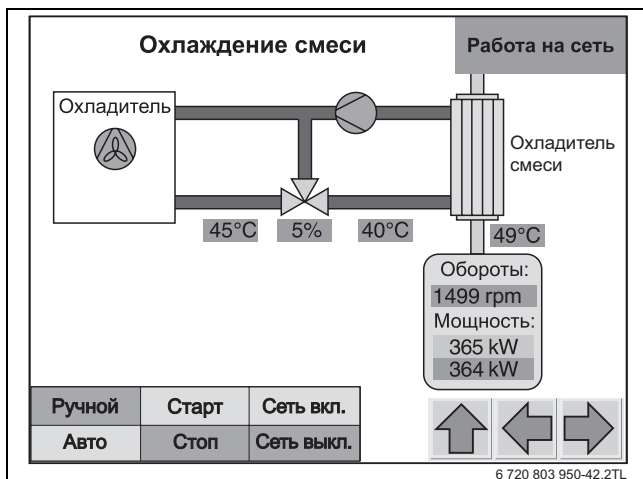 Охлаждение смеси
Работа на сеть
Охладитель
Охладитель
смеси
45°C 5% 40°C 49°C
Обороты:
1499 rpm
Мощность:
365 kW
364 kW
Ручной Старт Сеть вкл.
Авто Стоп Сеть выкл.
6 720 803 950-42.2TL